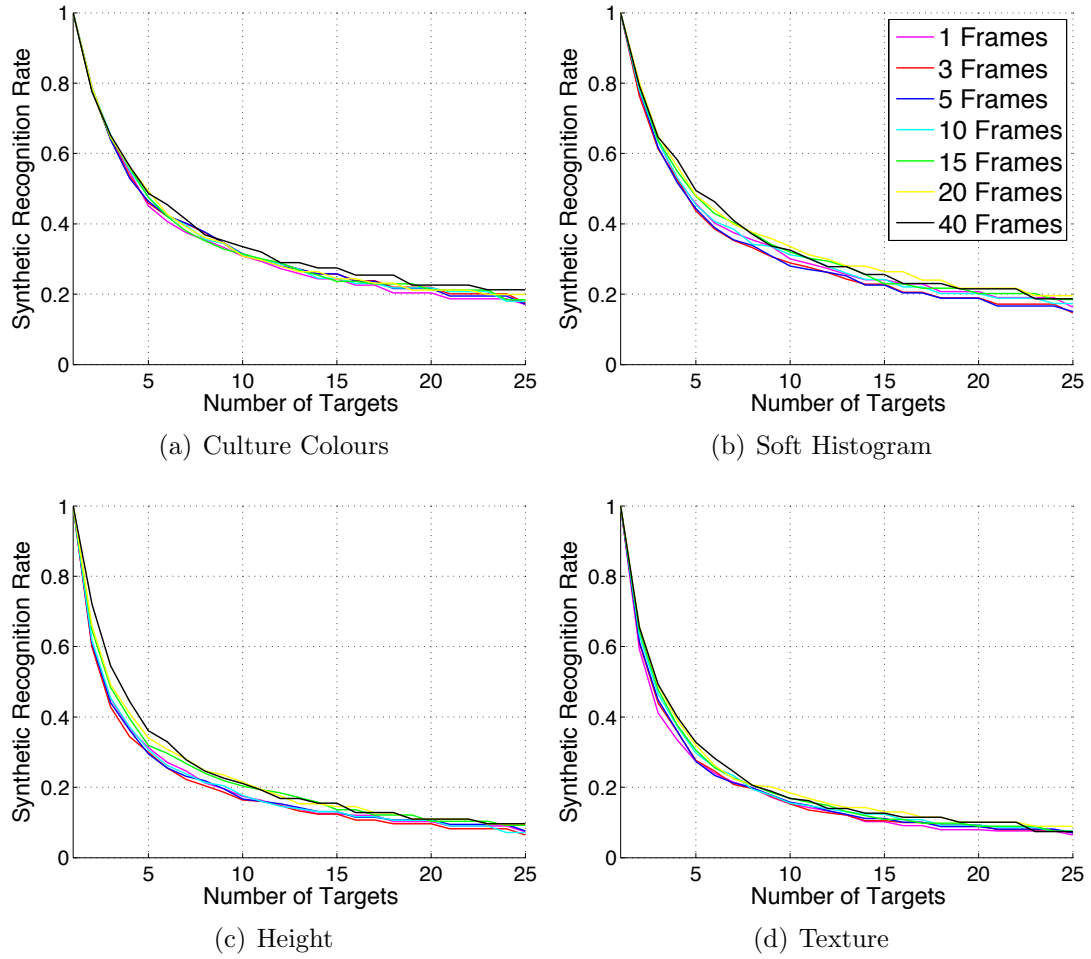 1
0.8
0.6
0.4
0.2
0
5
10
15
20
25
Synthetic Recognition Rate
Number of Targets
(a) Culture Colours
1
0.8
0.6
0.4
0.2
0
5
10
15
20
25
Synthetic Recognition Rate
Number of Targets
1 Frames
3 Frames
5 Frames
10 Frames
15 Frames
20 Frames
40 Frames
(b) Soft Histogram
1
0.8
0.6
0.4
0.2
0
5
10
15
20
25
Synthetic Recognition Rate
Number of Targets
(c) Height
1
0.8
0.6
0.4
0.2
0
5
10
15
20
25
Synthetic Recognition Rate
Number of Targets
(d) Texture